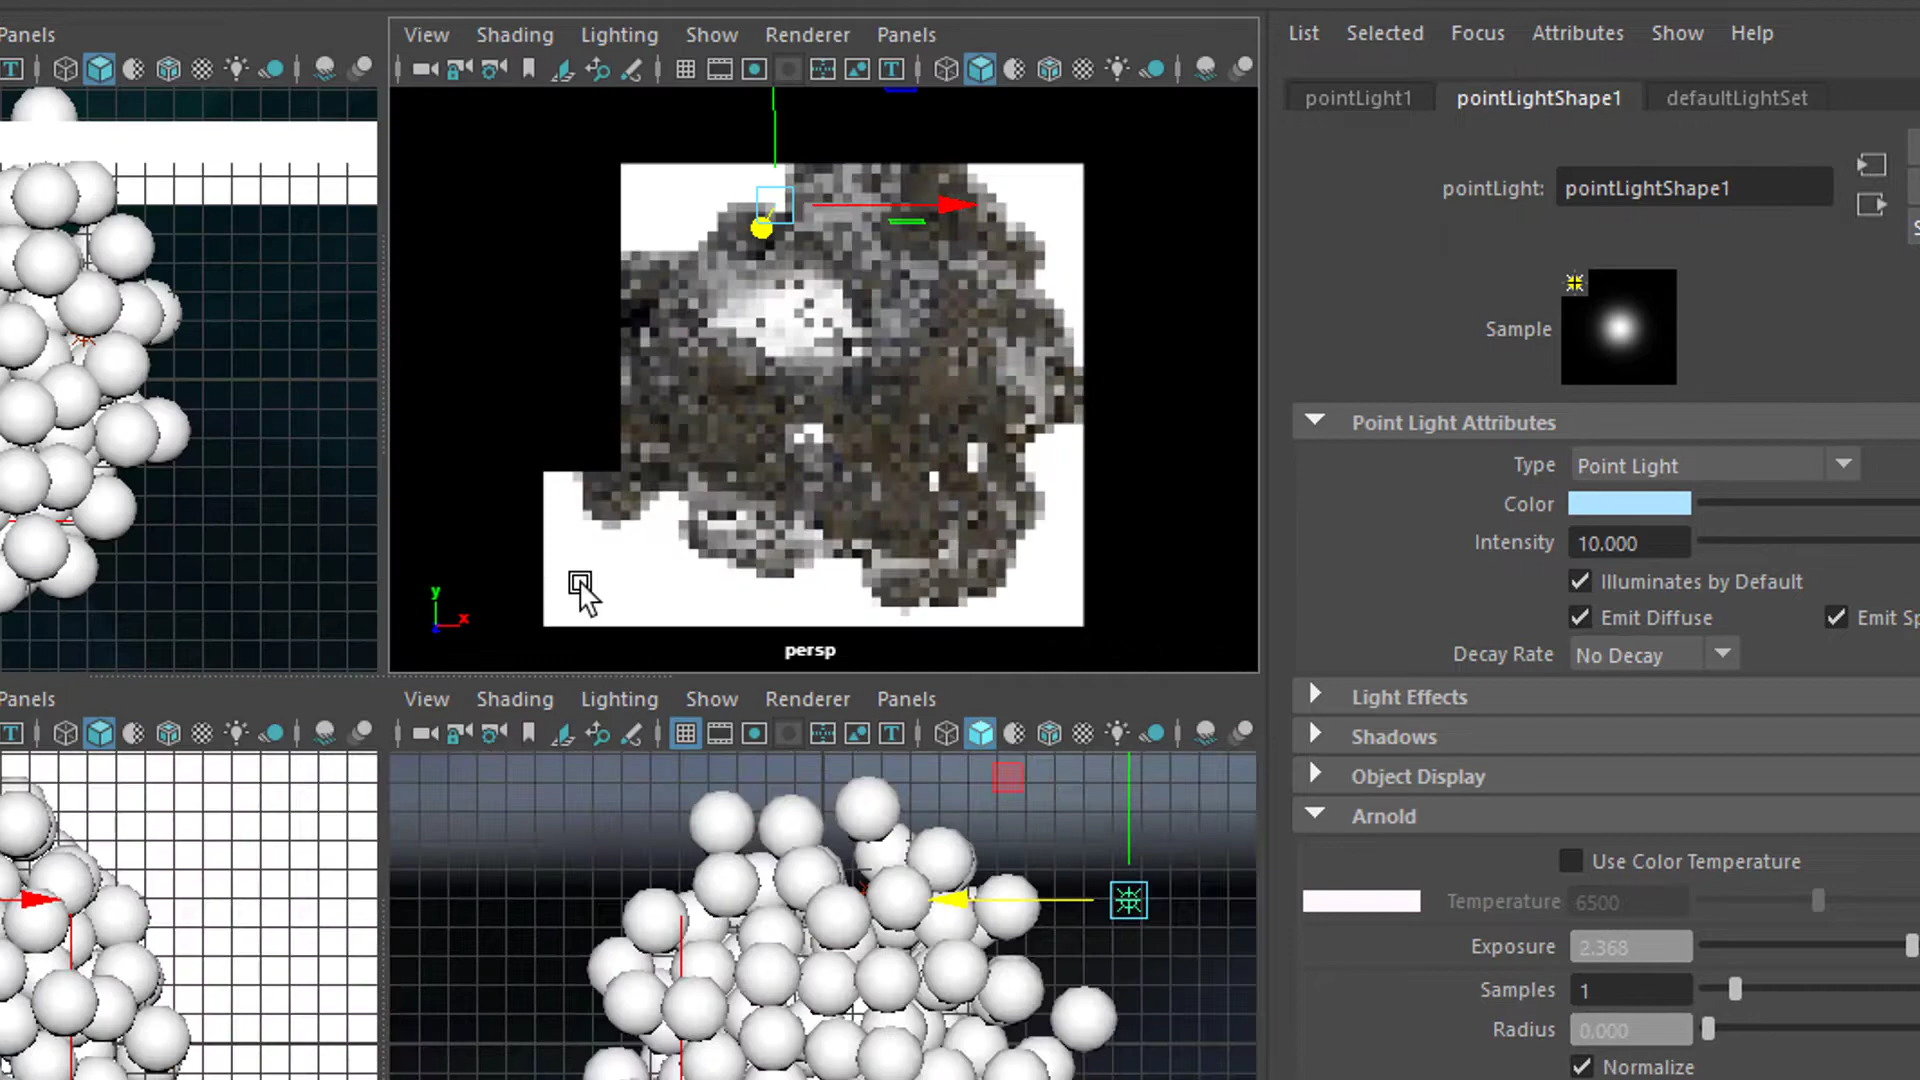 Panels
View Shading Lighting Show Renderer Panels
List Selected Focus Attributes Show Help
pointLight1 pointLightShape1 defaultLightSet
pointLight: pointLightShape1
Sample
Point Light Attributes
Type Point Light
Color
Intensity 10.000
Illuminates by Default
Emit Diffuse Emit Sp
Decay Rate No Decay
y
x
persp
Light Effects
Panels
View Shading Lighting Show Renderer Panels
Shadows
Object Display
Arnold
Use Color Temperature
Temperature 6500
Exposure 2.368
Samples 1
Radius 0.000
Normalize